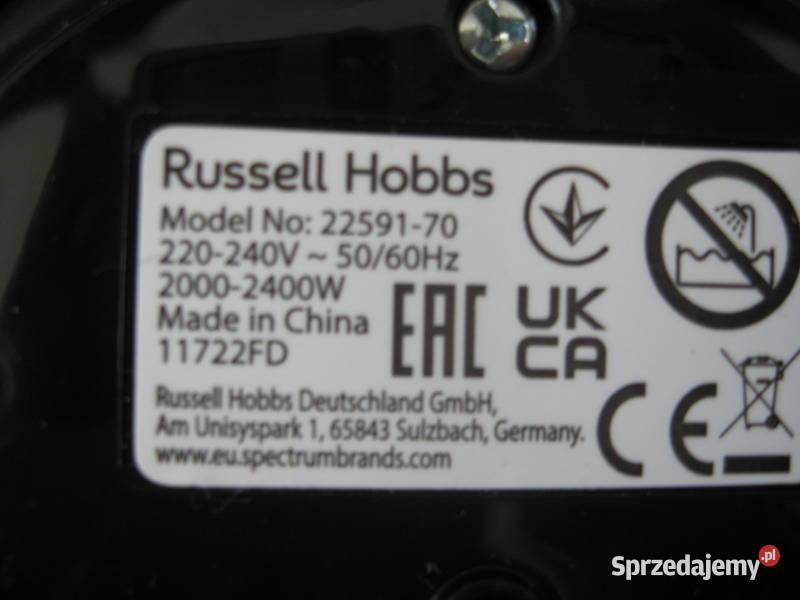 Russell Hobbs
Model No: 22591-70
220-240V ~ 50/60Hz
2000-2400W
Made in China
11722FD
EAC
UK
CA
Russell Hobbs Deutschland GmbH,
Am Unisyspark 1, 65843 Sulzbach, Germany.
www.eu.spectrumbrands.com
CE
Sprzedajemy.pl